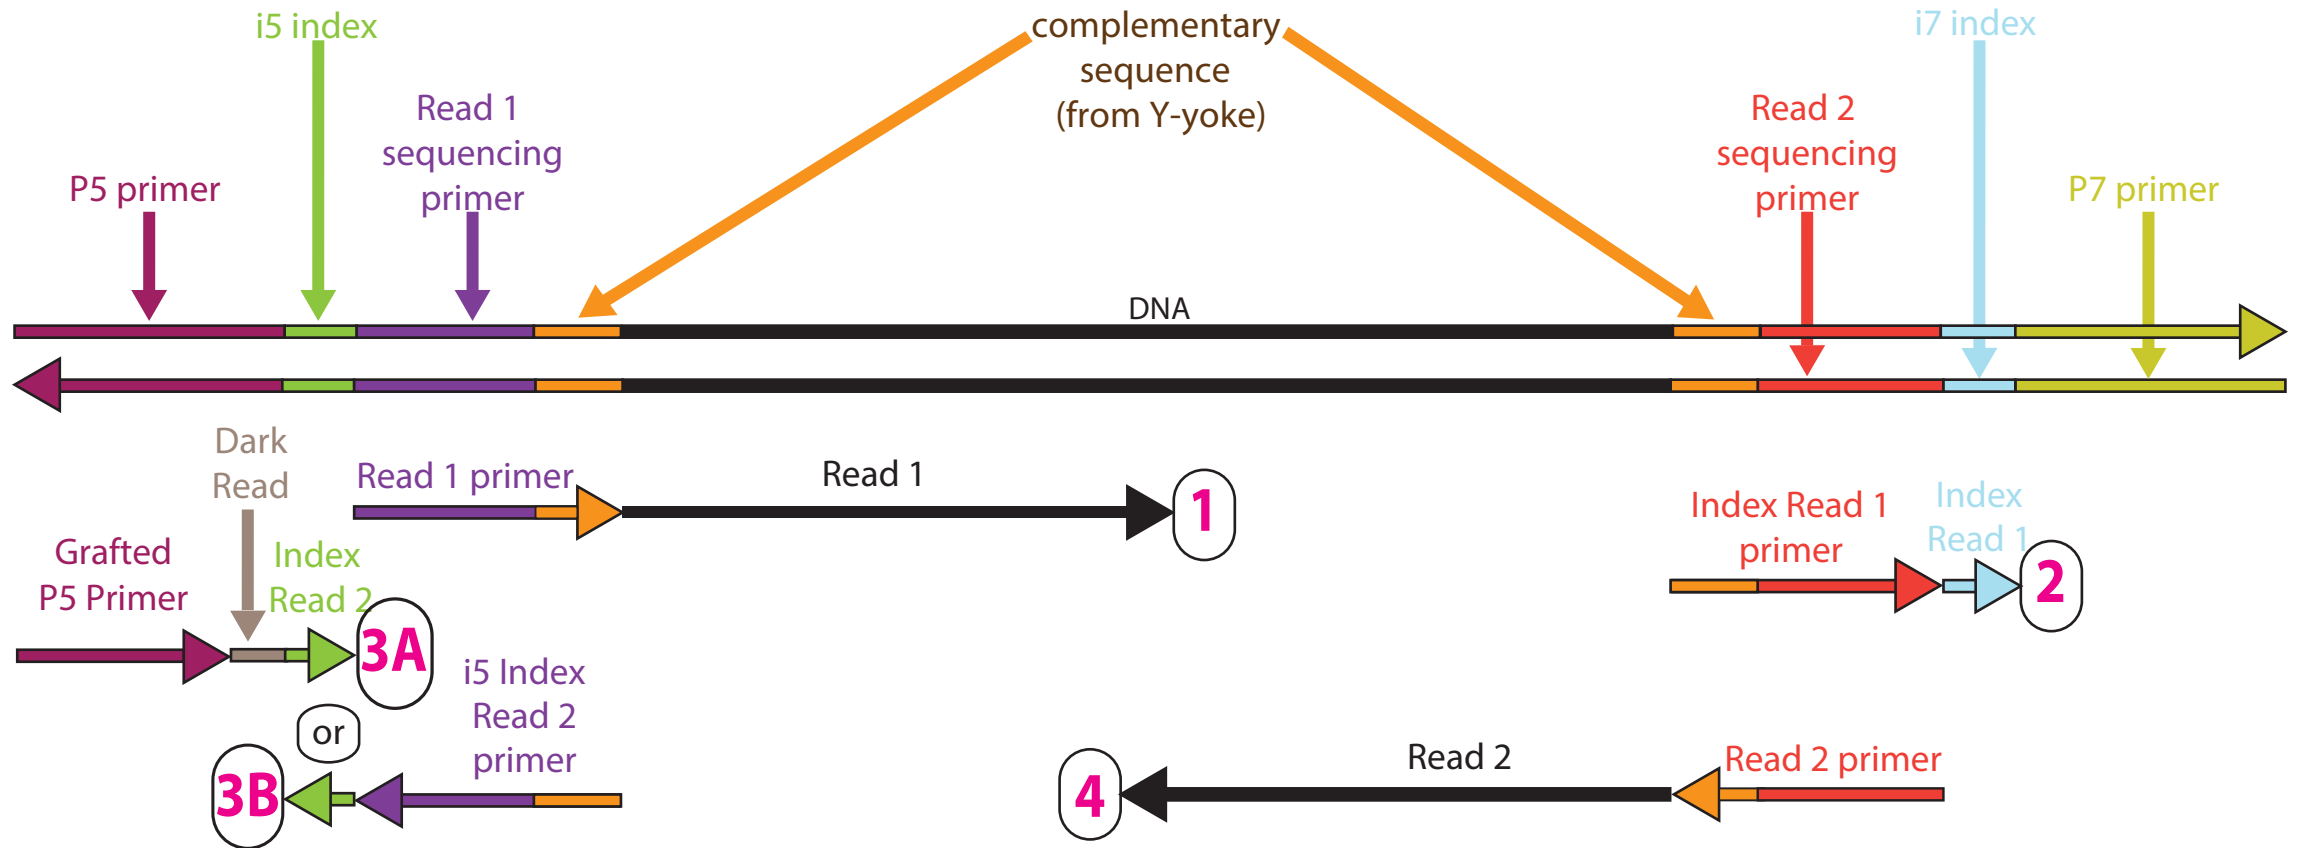 i5 index
complementary
sequence
(from Y-yoke)
i7 index
Read 1
sequencing
primer
Read 2
sequencing
primer
P5 primer
P7 primer
DNA
Dark
Read
Read 1 primer
Read 1
1
Index Read 1
primer
Index
Read 1
2
Grafted
P5 Primer
Index
Read 2
3A
or
i5 Index
Read 2
primer
3B
4
Read 2
Read 2 primer